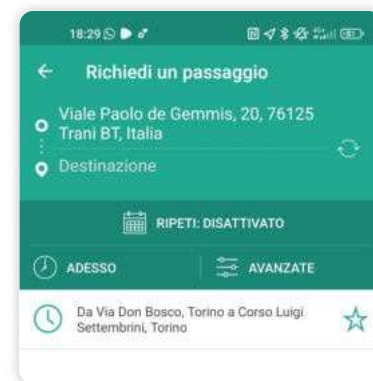 18:29
Richiedi un passaggio
Viale Paolo de Gemmis, 20, 76125
Trani BT, Italia
Destinazione
RIPETI: DISATTIVATO
ADESSO
AVANZATE
Da Via Don Bosco, Torino a Corso Luigi
Settembrini, Torino